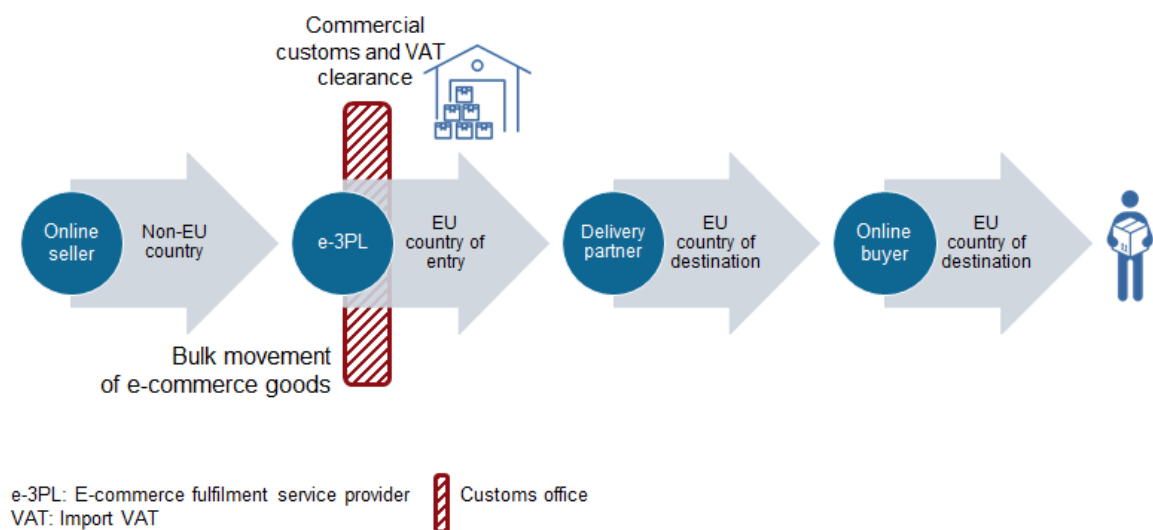 Commercial
customs and VAT
clearance
Online
seller
Non-EU
country
e-3PL
EU
country of
entry
Delivery
partner
EU
country of
destination
Online
buyer
EU
country of
destination
Bulk movement
of e-commerce goods
e-3PL: E-commerce fulfilment service provider
VAT: Import VAT
Customs office